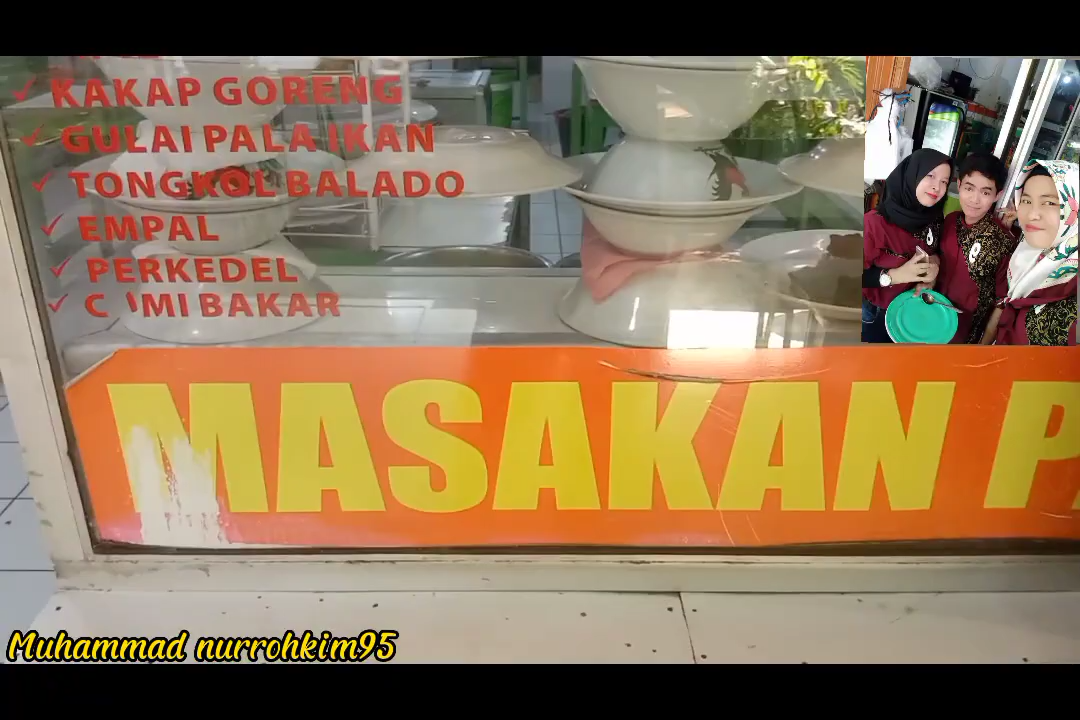 KAKAP GORENG
GULAI PALA IKAN
TONGKOL BALADO
EMPAL
PERKEDEL
BAKAR
MASAKAN
Muhammad nurrohkim95